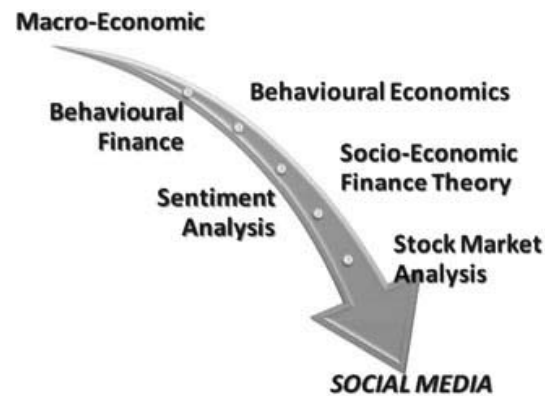 Macro-Economic
Behavioural Economics
Behavioural
Finance
Socio-Economic
Finance Theory
Sentiment
Analysis
Stock Market
Analysis
SOCIAL MEDIA